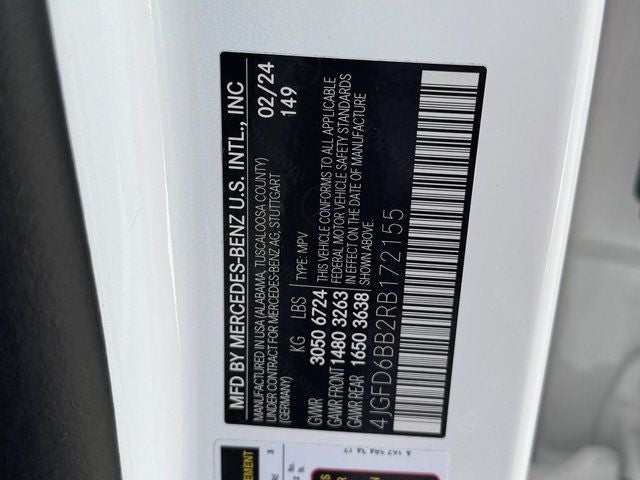 MFD BY MERCEDES-BENZ U.S. INTL., INC
MANUFACTURED IN USA (ALABAMA, TUSCALOOSA COUNTY)
UNDER CONTRACT FOR MERCEDES-BENZ AG, STUTTGART
(GERMANY)
02/24
149
KG LBS TYPE: MPV
GVWR 3050 6724
GAWR FRONT 1480 3263
GAWR REAR 1650 3638
THIS VEHICLE CONFORMS TO ALL APPLICABLE
FEDERAL MOTOR VEHICLE SAFETY STANDARDS
IN EFFECT ON THE DATE OF MANUFACTURE
SHOWN ABOVE.
4JGFD6BB2RB172155